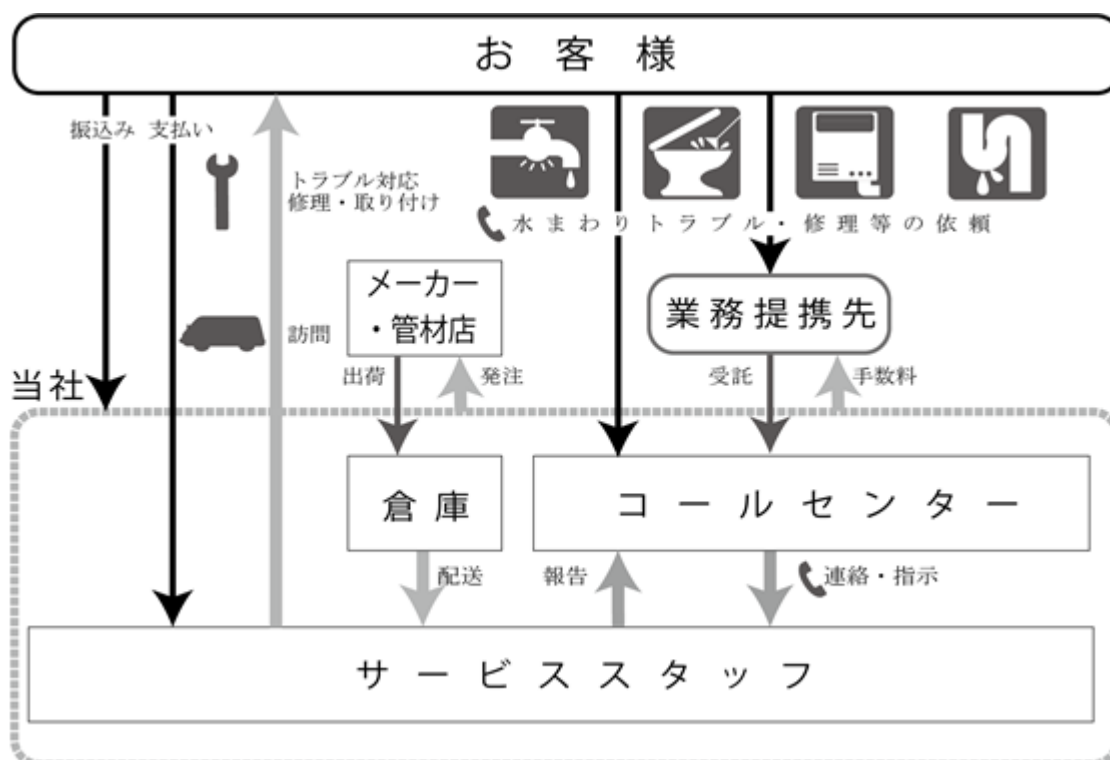 お客様
振込み 支払い
トラブル対応
修理・取り付け
水まわりトラブル・修理等の依頼
メーカー
・管材店
業務提携先
訪問
出荷
発注
受託
手数料
当社
倉庫
コールセンター
配送
報告
連絡・指示
サービススタッフ